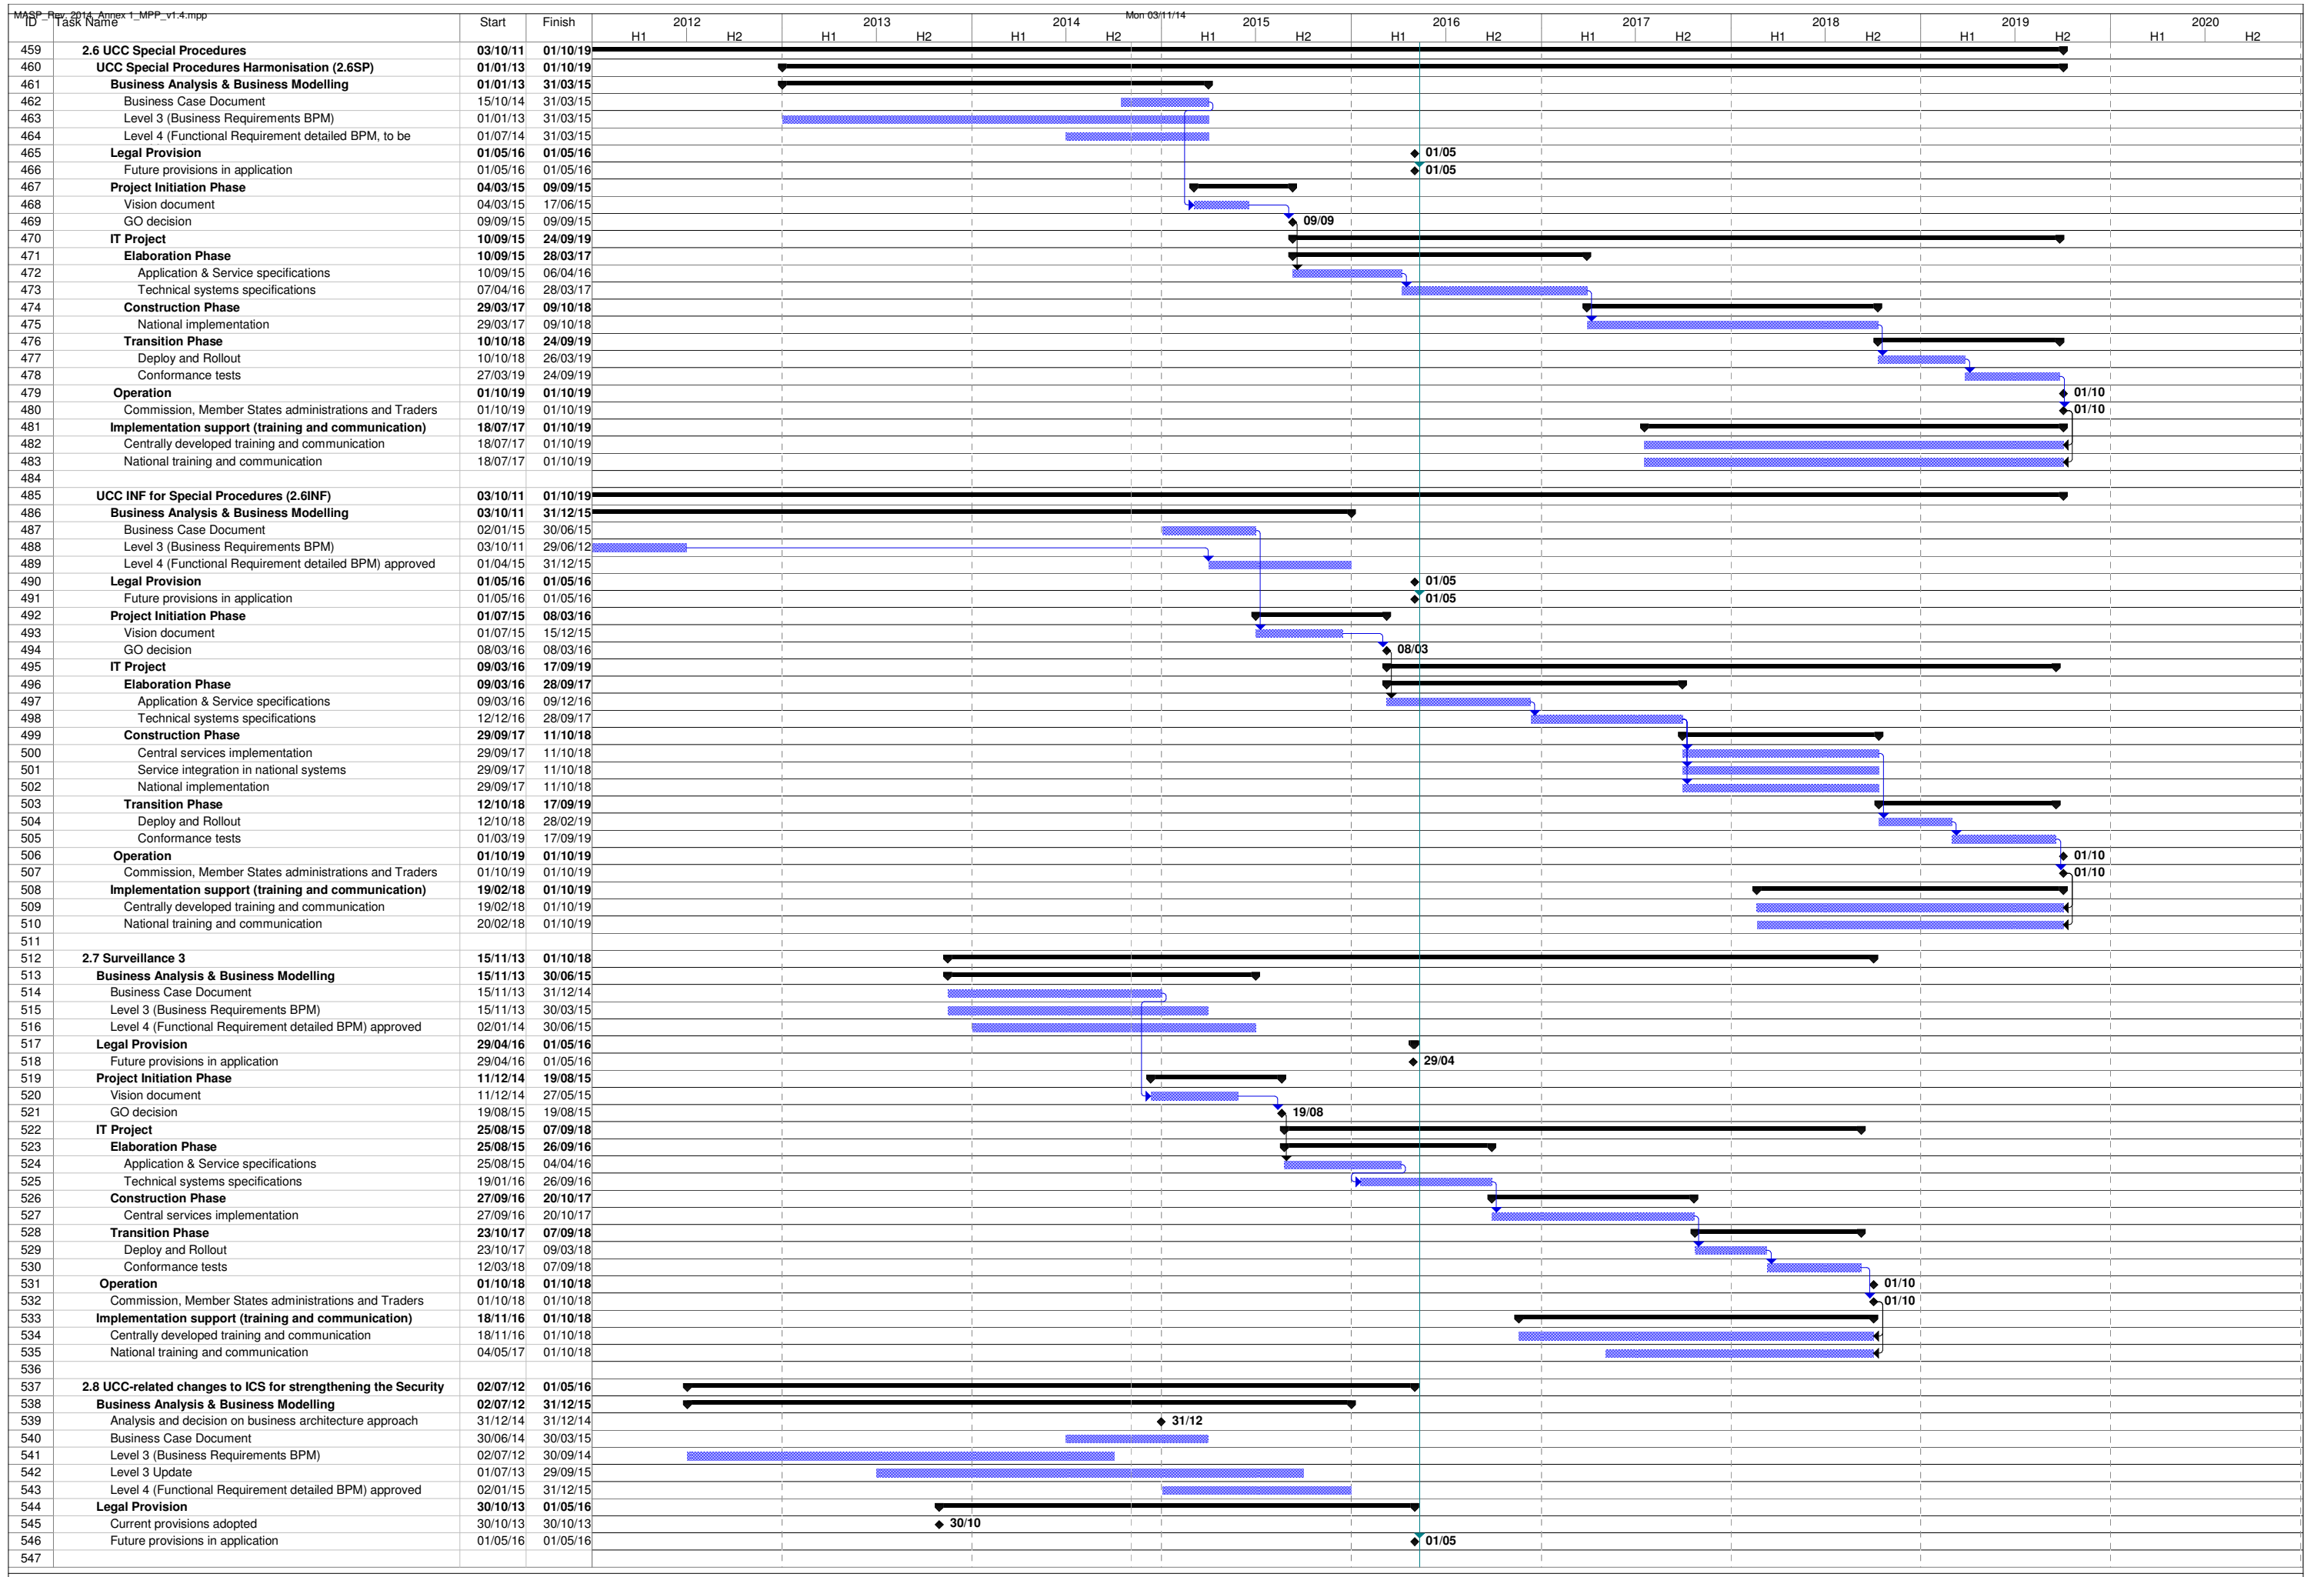 MASP_Rev_2014_Annex 1_MPP_v1.4.mpp Mon 03/11/14
ID Task Name Start Finish 2012 2013 2014 2015 2016 2017 2018 2019 2020
H1 H2 H1 H2 H1 H2 H1 H2 H1 H2 H1 H2 H1 H2 H1 H2 H1 H2
459 2.6 UCC Special Procedures 03/10/11 01/10/19
460 UCC Special Procedures Harmonisation (2.6SP) 01/01/13 01/10/19
461 Business Analysis & Business Modelling 01/01/13 31/03/15
462 Business Case Document 15/10/14 31/03/15
463 Level 3 (Business Requirements BPM) 01/01/13 31/03/15
464 Level 4 (Functional Requirement detailed BPM, to be 01/07/14 31/03/15
465 Legal Provision 01/05/16 01/05/16 01/05
466 Future provisions in application 01/05/16 01/05/16 01/05
467 Project Initiation Phase 04/03/15 09/09/15
468 Vision document 04/03/15 17/06/15
469 GO decision 09/09/15 09/09/15 09/09
470 IT Project 10/09/15 24/09/19
471 Elaboration Phase 10/09/15 28/03/17
472 Application & Service specifications 10/09/15 06/04/16
473 Technical systems specifications 07/04/16 28/03/17
474 Construction Phase 29/03/17 09/10/18
475 National implementation 29/03/17 09/10/18
476 Transition Phase 10/10/18 24/09/19
477 Deploy and Rollout 10/10/18 26/03/19
478 Conformance tests 27/03/19 24/09/19
479 Operation 01/10/19 01/10/19 01/10
480 Commission, Member States administrations and Traders 01/10/19 01/10/19 01/10
481 Implementation support (training and communication) 18/07/17 01/10/19
482 Centrally developed training and communication 18/07/17 01/10/19
483 National training and communication 18/07/17 01/10/19
484
485 UCC INF for Special Procedures (2.6INF) 03/10/11 01/10/19
486 Business Analysis & Business Modelling 03/10/11 31/12/15
487 Business Case Document 02/01/15 30/06/15
488 Level 3 (Business Requirements BPM) 03/10/11 29/06/12
489 Level 4 (Functional Requirement detailed BPM) approved 01/04/15 31/12/15
490 Legal Provision 01/05/16 01/05/16 01/05
491 Future provisions in application 01/05/16 01/05/16 01/05
492 Project Initiation Phase 01/07/15 08/03/16
493 Vision document 01/07/15 15/12/15
494 GO decision 08/03/16 08/03/16 08/03
495 IT Project 09/03/16 17/09/19
496 Elaboration Phase 09/03/16 28/09/17
497 Application & Service specifications 09/03/16 09/12/16
498 Technical systems specifications 12/12/16 28/09/17
499 Construction Phase 29/09/17 11/10/18
500 Central services implementation 29/09/17 11/10/18
501 Service integration in national systems 29/09/17 11/10/18
502 National implementation 29/09/17 11/10/18
503 Transition Phase 12/10/18 17/09/19
504 Deploy and Rollout 12/10/18 28/02/19
505 Conformance tests 01/03/19 17/09/19
506 Operation 01/10/19 01/10/19 01/10
507 Commission, Member States administrations and Traders 01/10/19 01/10/19 01/10
508 Implementation support (training and communication) 19/02/18 01/10/19
509 Centrally developed training and communication 19/02/18 01/10/19
510 National training and communication 20/02/18 01/10/19
511
512 2.7 Surveillance 3 15/11/13 01/10/18
513 Business Analysis & Business Modelling 15/11/13 30/06/15
514 Business Case Document 15/11/13 31/12/14
515 Level 3 (Business Requirements BPM) 15/11/13 30/03/15
516 Level 4 (Functional Requirement detailed BPM) approved 02/01/14 30/06/15
517 Legal Provision 29/04/16 01/05/16
518 Future provisions in application 29/04/16 01/05/16 29/04
519 Project Initiation Phase 11/12/14 19/08/15
520 Vision document 11/12/14 27/05/15
521 GO decision 19/08/15 19/08/15 19/08
522 IT Project 25/08/15 07/09/18
523 Elaboration Phase 25/08/15 26/09/16
524 Application & Service specifications 25/08/15 04/04/16
525 Technical systems specifications 19/01/16 26/09/16
526 Construction Phase 27/09/16 20/10/17
527 Central services implementation 27/09/16 20/10/17
528 Transition Phase 23/10/17 07/09/18
529 Deploy and Rollout 23/10/17 09/03/18
530 Conformance tests 12/03/18 07/09/18
531 Operation 01/10/18 01/10/18 01/10
532 Commission, Member States administrations and Traders 01/10/18 01/10/18 01/10
533 Implementation support (training and communication) 18/11/16 01/10/18
534 Centrally developed training and communication 18/11/16 01/10/18
535 National training and communication 04/05/17 01/10/18
536
537 2.8 UCC-related changes to ICS for strengthening the Security 02/07/12 01/05/16
538 Business Analysis & Business Modelling 02/07/12 31/12/15
539 Analysis and decision on business architecture approach 31/12/14 31/12/14 31/12
540 Business Case Document 30/06/14 30/03/15
541 Level 3 (Business Requirements BPM) 02/07/12 30/09/14
542 Level 3 Update 01/07/13 29/09/15
543 Level 4 (Functional Requirement detailed BPM) approved 02/01/15 31/12/15
544 Legal Provision 30/10/13 01/05/16
545 Current provisions adopted 30/10/13 30/10/13 30/10
546 Future provisions in application 01/05/16 01/05/16 01/05
547